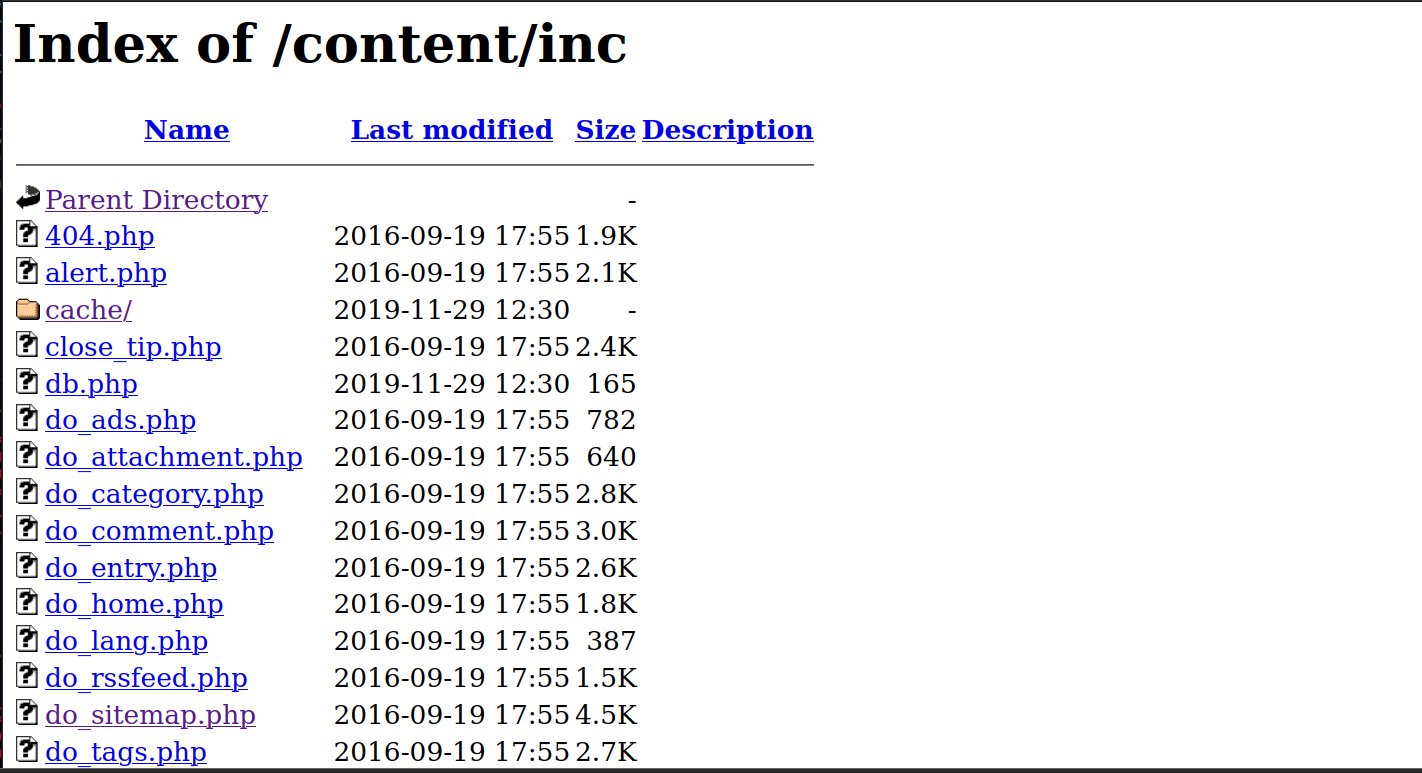 Index of /content/inc
Name Last modified Size Description
Parent Directory -
404.php 2016-09-19 17:55 1.9K
alert.php 2016-09-19 17:55 2.1K
cache/ 2019-11-29 12:30 -
close_tip.php 2016-09-19 17:55 2.4K
db.php 2019-11-29 12:30 165
do_ads.php 2016-09-19 17:55 782
do_attachment.php 2016-09-19 17:55 640
do_category.php 2016-09-19 17:55 2.8K
do_comment.php 2016-09-19 17:55 3.0K
do_entry.php 2016-09-19 17:55 2.6K
do_home.php 2016-09-19 17:55 1.8K
do_lang.php 2016-09-19 17:55 387
do_rssfeed.php 2016-09-19 17:55 1.5K
do_sitemap.php 2016-09-19 17:55 4.5K
do_tags.php 2016-09-19 17:55 2.7K